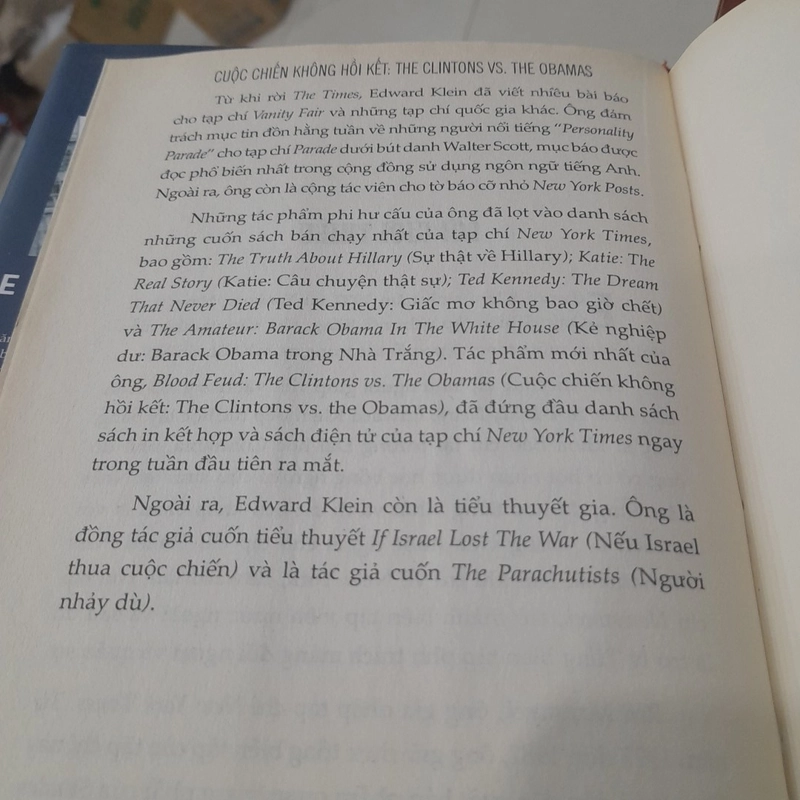 CUỘC CHIẾN KHÔNG HỒI KẾT: THE CLINTONS VS. THE OBAMAS
Từ khi rời The Times, Edward Klein đã viết nhiều bài báo
cho tạp chí Vanity Fair và những tạp chí quốc gia khác. Ông đảm
trách mục tin đồn hằng tuần về những người nổi tiếng "Personality
Parade" cho tạp chí Parade dưới bút danh Walter Scott, mục báo được
đọc phổ biến nhất trong cộng đồng sử dụng ngôn ngữ tiếng Anh.
Ngoài ra, ông còn là cộng tác viên cho tờ báo cỡ nhỏ New York Posts.
Những tác phẩm phi hư cấu của ông đã lọt vào danh sách
những cuốn sách bán chạy nhất của tạp chí New York Times,
bao gồm: The Truth About Hillary (Sự thật về Hillary); Katie: The
Real Story (Katie: Câu chuyện thật sự); Ted Kennedy: The Dream
That Never Died (Ted Kennedy: Giấc mơ không bao giờ chết)
và The Amateur: Barack Obama In The White House (Kẻ nghiệp
dư: Barack Obama trong Nhà Trắng). Tác phẩm mới nhất của
ông, Blood Feud: The Clintons vs. The Obamas (Cuộc chiến không
hồi kết: The Clintons vs. the Obamas), đã đứng đầu danh sách
sách in kết hợp và sách điện tử của tạp chí New York Times ngay
trong tuần đầu tiên ra mắt.
Ngoài ra, Edward Klein còn là tiểu thuyết gia. Ông là
đồng tác giả cuốn tiểu thuyết If Israel Lost The War (Nếu Israel
thua cuộc chiến) và là tác giả cuốn The Parachutists (Người
nhảy dù).
E